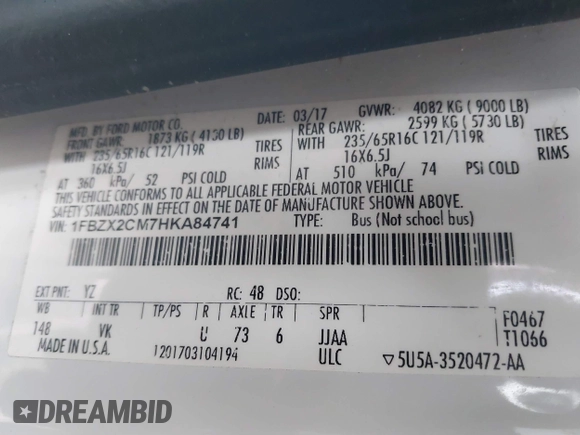 MFD. BY FORD MOTOR CO.
DATE: 03/17 GVWR: 4082 KG ( 9000 LB)
FRONT GAWR: 1873 KG ( 4130 LB) REAR GAWR: 2599 KG ( 5730 LB)
WITH 235/65R16C 121/119R TIRES WITH 235/65R16C 121/119R TIRES
16X6.5J RIMS 16X6.5J RIMS
AT 360 kPa/ 52 PSI COLD AT 510 kPa/ 74 PSI COLD
THIS VEHICLE CONFORMS TO ALL APPLICABLE FEDERAL MOTOR VEHICLE
SAFETY STANDARDS IN EFFECT ON THE DATE OF MANUFACTURE SHOWN ABOVE.
VIN: 1FBZX2CM7HKA84741 TYPE: Bus (Not school bus)
EXT PNT: YZ RC: 48 DSO:
WB INT TR TP/PS R AXLE TR SPR F0467
148 VK U 73 6 JJAA T1066
MADE IN U.S.A. 1201703104194 ULC ▽5U5A-3520472-AA
DREAMBID